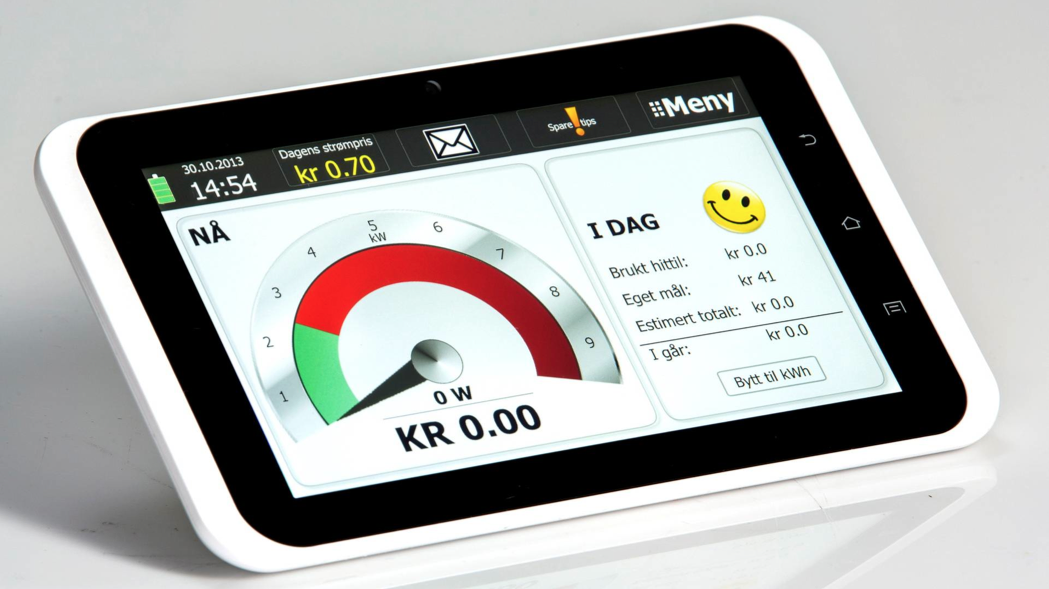 30.10.2013
14:54
Dagens strømpris
kr 0.70
Spare tips
Meny
NÅ
1
2
3
4
5
kW
6
7
8
9
0 W
KR 0.00
I DAG
Brukt hittil: kr 0.0
Eget mål: kr 41
Estimert totalt: kr 0.0
I går: kr 0.0
Bytt til kWh